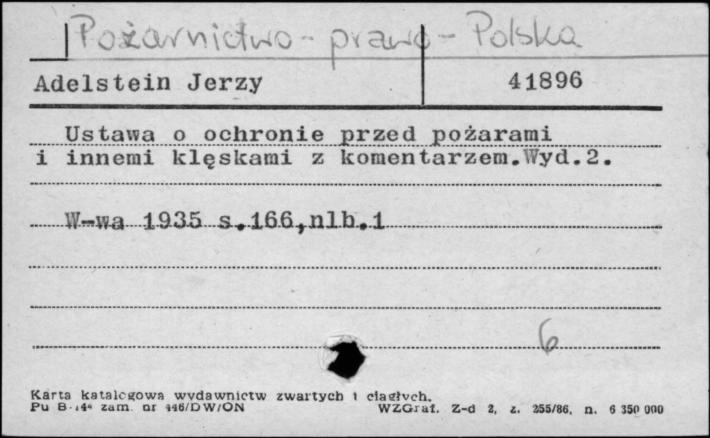 Pożarnictwo - prawo - Polska
Adelstein Jerzy 41896
Ustawa o ochronie przed pożarami
i innemi klęskami z komentarzem.Wyd.2.
W-wa 1935 s.166,nlb.1
6
Karta katalogowa wydawnictw zwartych i ciągłych.
Pu B-144 zam. nr 446/DW/ON WZGraf. Z-d 2, z. 255/86, n. 6 350 000